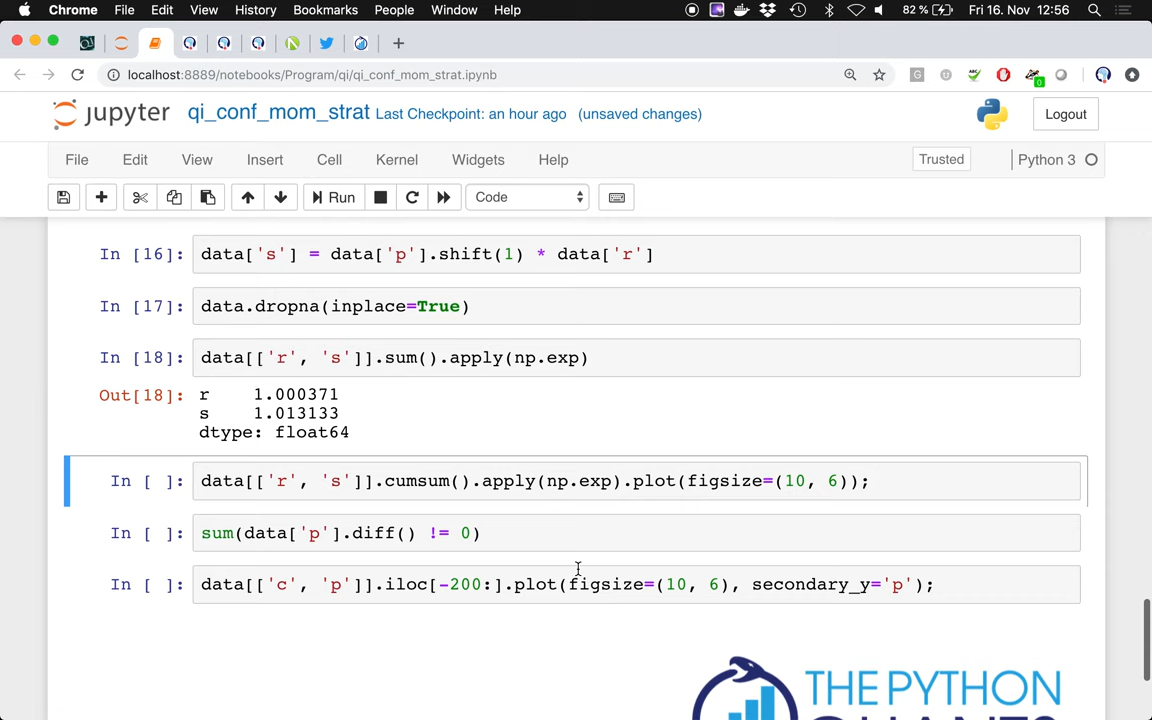 Chrome File Edit View History Bookmarks People Window Help 82 % Fri 16. Nov 12:56
localhost:8889/notebooks/Program/qi/qi_conf_mom_strat.ipynb
jupyter qi_conf_mom_strat Last Checkpoint: an hour ago (unsaved changes) Logout
File Edit View Insert Cell Kernel Widgets Help Trusted Python 3
Run Code
In [16]: data['s'] = data['p'].shift(1) * data['r']
In [17]: data.dropna(inplace=True)
In [18]: data[['r', 's']].sum().apply(np.exp)
Out[18]: r 1.000371
s 1.013133
dtype: float64
In [ ]: data[['r', 's']].cumsum().apply(np.exp).plot(figsize=(10, 6));
In [ ]: sum(data['p'].diff() != 0)
In [ ]: data[['c', 'p']].iloc[-200:].plot(figsize=(10, 6), secondary_y='p');
THE PYTHON
QUANTS